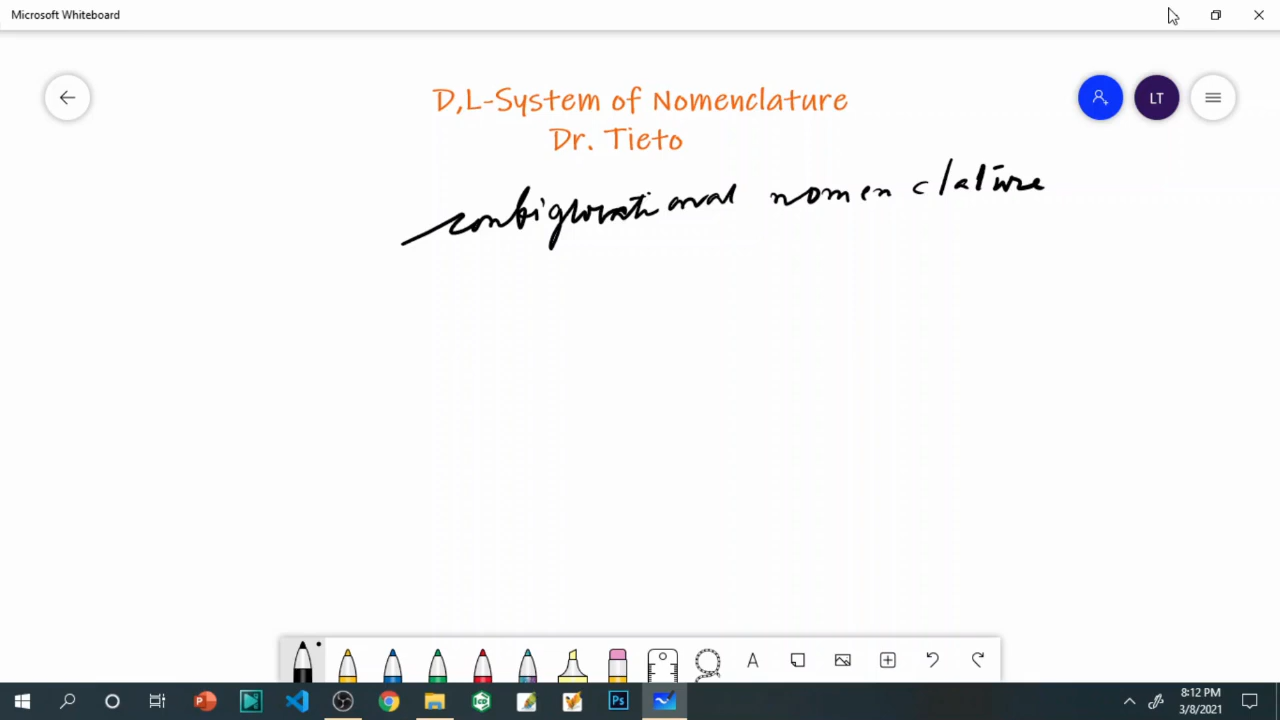 Microsoft Whiteboard
D,L-System of Nomenclature
LT
Dr. Tieto
configurational nomenclature
A
8:12 PM
3/8/2021